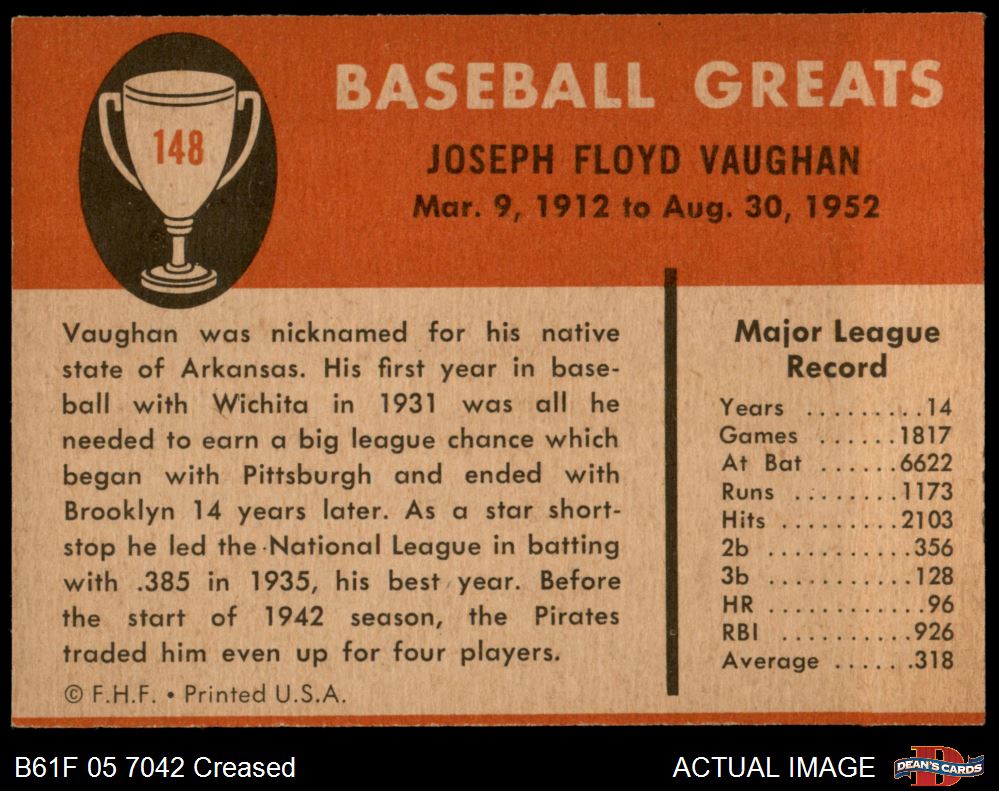 148
BASEBALL GREATS
JOSEPH FLOYD VAUGHAN
Mar. 9, 1912 to Aug. 30, 1952
Vaughan was nicknamed for his native
state of Arkansas. His first year in base-
ball with Wichita in 1931 was all he
needed to earn a big league chance which
began with Pittsburgh and ended with
Brooklyn 14 years later. As a star short-
stop he led the National League in batting
with .385 in 1935, his best year. Before
the start of 1942 season, the Pirates
traded him even up for four players.
© F.H.F. • Printed U.S.A.
Major League
Record
Years .........14
Games ......1817
At Bat ......6622
Runs ........1173
Hits .........2103
2b ...........356
3b ...........128
HR ............96
RBI ..........926
Average ......318
B61F 05 7042 Creased
ACTUAL IMAGE
D
DEAN'S CARDS